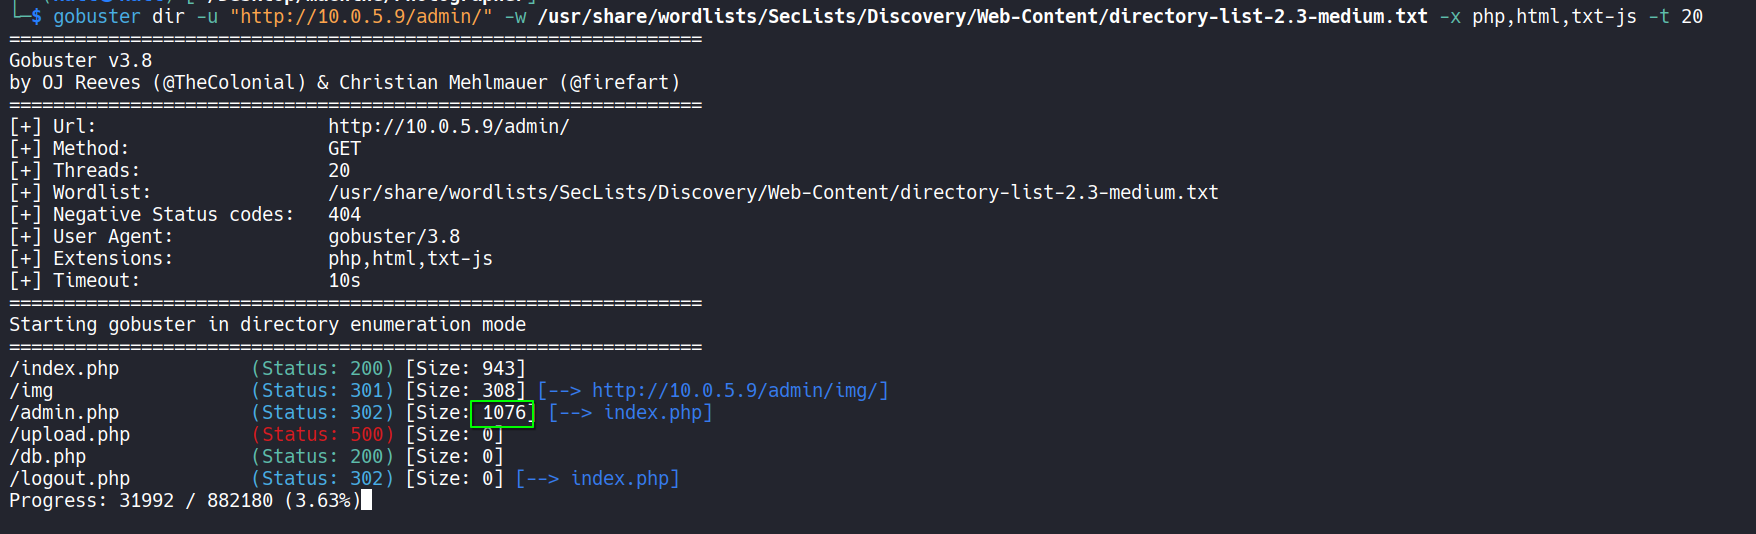 gobuster dir -u "http://10.0.5.9/admin/" -w /usr/share/wordlists/SecLists/Discovery/Web-Content/directory-list-2.3-medium.txt -x php,html,txt-js -t 20
===============================================================
Gobuster v3.8
by OJ Reeves (@TheColonial) & Christian Mehlmauer (@firefart)
===============================================================
[+] Url:                     http://10.0.5.9/admin/
[+] Method:                  GET
[+] Threads:                 20
[+] Wordlist:                /usr/share/wordlists/SecLists/Discovery/Web-Content/directory-list-2.3-medium.txt
[+] Negative Status codes:   404
[+] User Agent:              gobuster/3.8
[+] Extensions:              php,html,txt-js
[+] Timeout:                 10s
===============================================================
Starting gobuster in directory enumeration mode
===============================================================
/index.php            (Status: 200) [Size: 943]
/img                  (Status: 301) [Size: 308] [--> http://10.0.5.9/admin/img/]
/admin.php            (Status: 302) [Size: 1076] [--> index.php]
/upload.php           (Status: 500) [Size: 0]
/db.php               (Status: 200) [Size: 0]
/logout.php           (Status: 302) [Size: 0] [--> index.php]
Progress: 31992 / 882180 (3.63%)